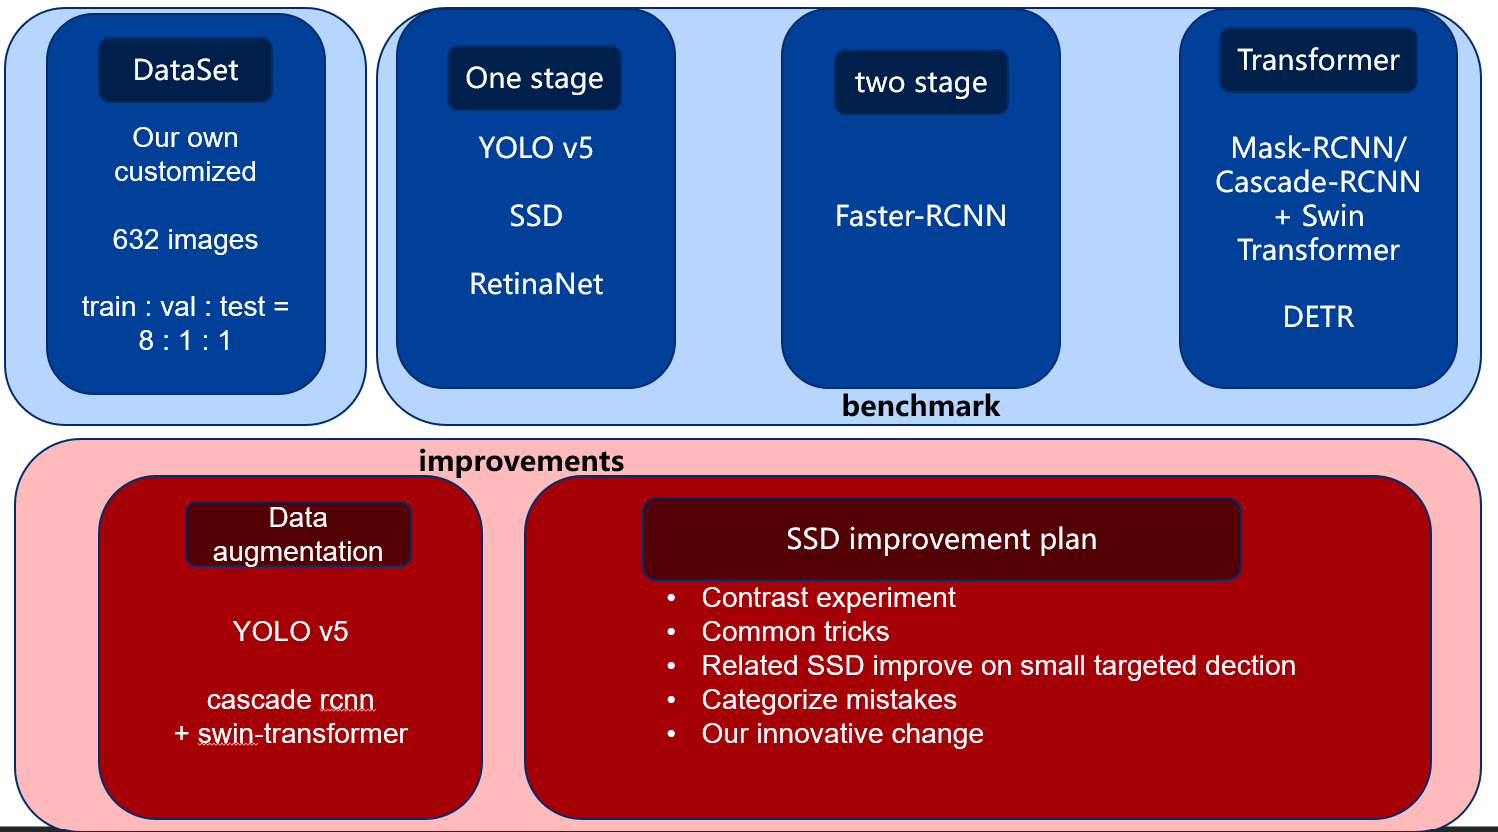 DataSet
Our own
customized
632 images
train : val : test =
8 : 1 : 1
One stage
YOLO v5
SSD
RetinaNet
two stage
Faster-RCNN
Transformer
Mask-RCNN/
Cascade-RCNN
+ Swin
Transformer
DETR
benchmark
improvements
Data
augmentation
YOLO v5
cascade rcnn
+ swin-transformer
SSD improvement plan
• Contrast experiment
• Common tricks
• Related SSD improve on small targeted dection
• Categorize mistakes
• Our innovative change